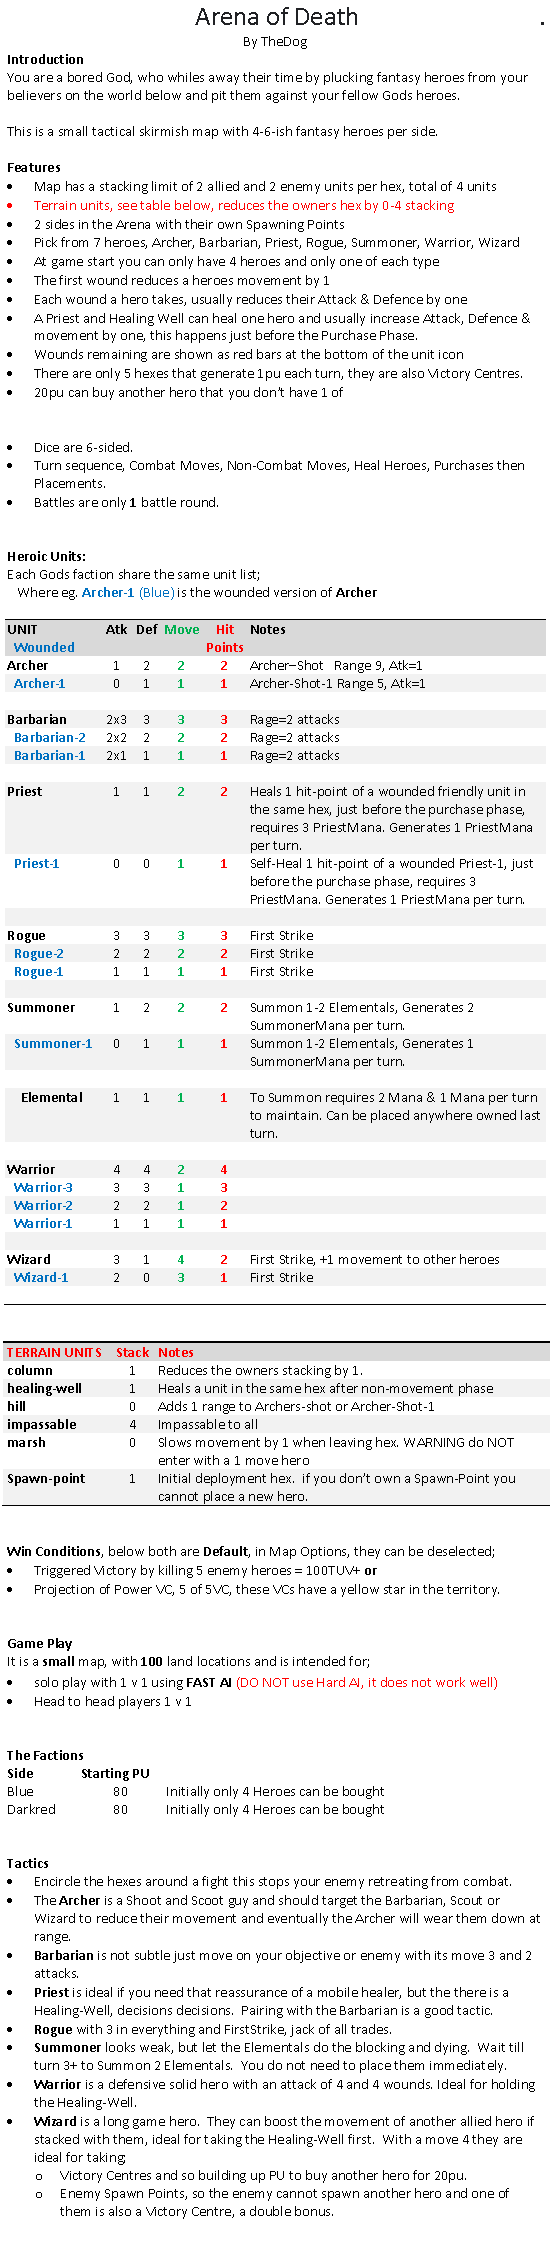 Arena of Death .
By TheDog
Introduction
You are a bored God, who whiles away their time by plucking fantasy heroes from your
believers on the world below and pit them against your fellow Gods heroes.
This is a small tactical skirmish map with 4-6-ish fantasy heroes per side.
Features
• Map has a stacking limit of 2 allied and 2 enemy units per hex, total of 4 units
• Terrain units, see table below, reduces the owners hex by 0-4 stacking
• 2 sides in the Arena with their own Spawning Points
• Pick from 7 heroes, Archer, Barbarian, Priest, Rogue, Summoner, Warrior, Wizard
• At game start you can only have 4 heroes and only one of each type
• The first wound reduces a heroes movement by 1
• Each wound a hero takes, usually reduces their Attack & Defence by one
• A Priest and Healing Well can heal one hero and usually increase Attack, Defence &
movement by one, this happens just before the Purchase Phase.
• Wounds remaining are shown as red bars at the bottom of the unit icon
• There are only 5 hexes that generate 1pu each turn, they are also Victory Centres.
• 20pu can buy another hero that you don't have 1 of
• Dice are 6-sided.
• Turn sequence, Combat Moves, Non-Combat Moves, Heal Heroes, Purchases then
Placements.
• Battles are only 1 battle round.
Heroic Units:
Each Gods faction share the same unit list;
Where eg. Archer-1 (Blue) is the wounded version of Archer
UNIT Atk Def Move Hit Notes
Wounded Points
Archer 1 2 2 2 Archer–Shot Range 9, Atk=1
Archer-1 0 1 1 1 Archer-Shot-1 Range 5, Atk=1
Barbarian 2x3 3 3 3 Rage=2 attacks
Barbarian-2 2x2 2 2 2 Rage=2 attacks
Barbarian-1 2x1 1 1 1 Rage=2 attacks
Priest 1 1 2 2 Heals 1 hit-point of a wounded friendly unit in
the same hex, just before the purchase phase,
requires 3 PriestMana. Generates 1 PriestMana
per turn.
Priest-1 0 0 1 1 Self-Heal 1 hit-point of a wounded Priest-1, just
before the purchase phase, requires 3
PriestMana. Generates 1 PriestMana per turn.
Rogue 3 3 3 3 First Strike
Rogue-2 2 2 2 2 First Strike
Rogue-1 1 1 1 1 First Strike
Summoner 1 2 2 2 Summon 1-2 Elementals, Generates 2
SummonerMana per turn.
Summoner-1 0 1 1 1 Summon 1-2 Elementals, Generates 1
SummonerMana per turn.
Elemental 1 1 1 1 To Summon requires 2 Mana & 1 Mana per turn
to maintain. Can be placed anywhere owned last
turn.
Warrior 4 4 2 4
Warrior-3 3 3 1 3
Warrior-2 2 2 1 2
Warrior-1 1 1 1 1
Wizard 3 1 4 2 First Strike, +1 movement to other heroes
Wizard-1 2 0 3 1 First Strike
TERRAIN UNITS Stack Notes
column 1 Reduces the owners stacking by 1.
healing-well 1 Heals a unit in the same hex after non-movement phase
hill 0 Adds 1 range to Archers-shot or Archer-Shot-1
impassable 4 Impassable to all
marsh 0 Slows movement by 1 when leaving hex. WARNING do NOT
enter with a 1 move hero
Spawn-point 1 Initial deployment hex. if you don't own a Spawn-Point you
cannot place a new hero.
Win Conditions, below both are Default, in Map Options, they can be deselected;
• Triggered Victory by killing 5 enemy heroes = 100TUV+ or
• Projection of Power VC, 5 of 5VC, these VCs have a yellow star in the territory.
Game Play
It is a small map, with 100 land locations and is intended for;
• solo play with 1 v 1 using FAST AI (DO NOT use Hard AI, it does not work well)
• Head to head players 1 v 1
The Factions
Side Starting PU
Blue 80 Initially only 4 Heroes can be bought
Darkred 80 Initially only 4 Heroes can be bought
Tactics
• Encircle the hexes around a fight this stops your enemy retreating from combat.
• The Archer is a Shoot and Scoot guy and should target the Barbarian, Scout or
Wizard to reduce their movement and eventually the Archer will wear them down at
range.
• Barbarian is not subtle just move on your objective or enemy with its move 3 and 2
attacks.
• Priest is ideal if you need that reassurance of a mobile healer, but the there is a
Healing-Well, decisions decisions. Pairing with the Barbarian is a good tactic.
• Rogue with 3 in everything and FirstStrike, jack of all trades.
• Summoner looks weak, but let the Elementals do the blocking and dying. Wait till
turn 3+ to Summon 2 Elementals. You do not need to place them immediately.
• Warrior is a defensive solid hero with an attack of 4 and 4 wounds. Ideal for holding
the Healing-Well.
• Wizard is a long game hero. They can boost the movement of another allied hero if
stacked with them, ideal for taking the Healing-Well first. With a move 4 they are
ideal for taking;
o Victory Centres and so building up PU to buy another hero for 20pu.
o Enemy Spawn Points, so the enemy cannot spawn another hero and one of
them is also a Victory Centre, a double bonus.